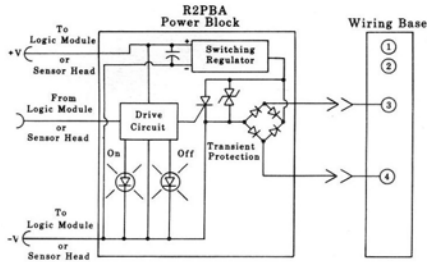 R2PBA
Power Block
Wiring Base
To
Logic Module
+V
or
Sensor Head
+
-
Switching
Regulator
1
2
From
Logic Module
or
Sensor Head
Drive
Circuit
3
On
Off
Transient
Protection
4
To
Logic Module
-V
or
Sensor Head